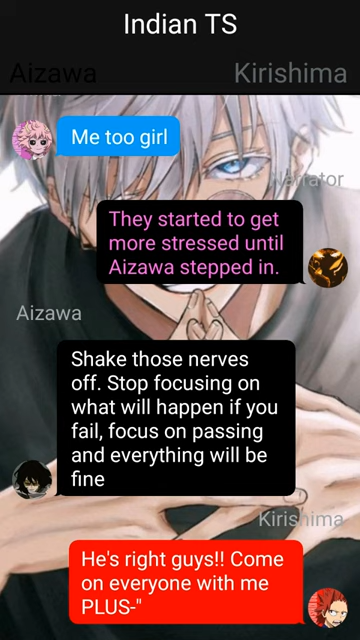 Indian TS
Aizawa
Kirishima
Me too girl
Narrator
They started to get
more stressed until
Aizawa stepped in.
Aizawa
Shake those nerves
off. Stop focusing on
what will happen if you
fail, focus on passing
and everything will be
fine
Kirishima
He's right guys!! Come
on everyone with me
PLUS-"